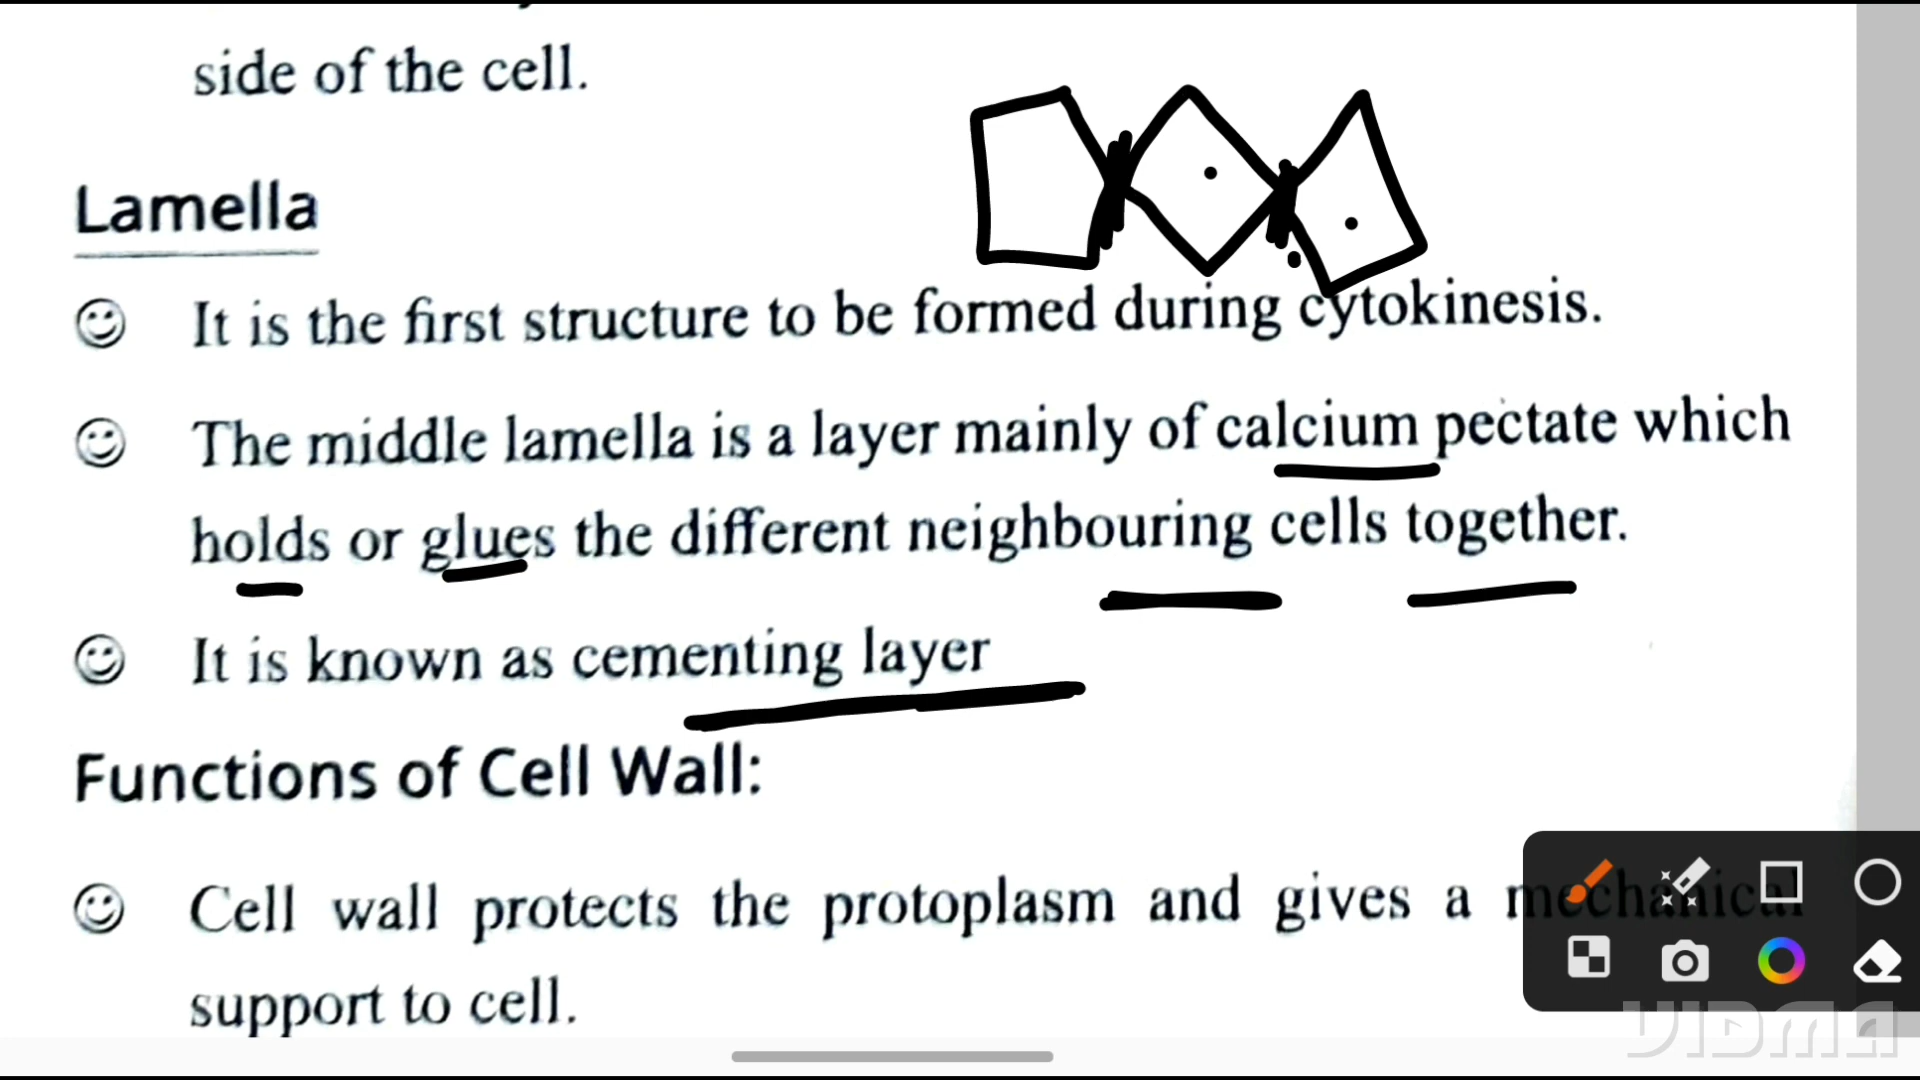 side of the cell.
Lamella
It is the first structure to be formed during cytokinesis.
The middle lamella is a layer mainly of calcium pectate which
holds or glues the different neighbouring cells together.
It is known as cementing layer
Functions of Cell Wall:
Cell wall protects the protoplasm and gives a mechanical
support to cell.
VIDMA